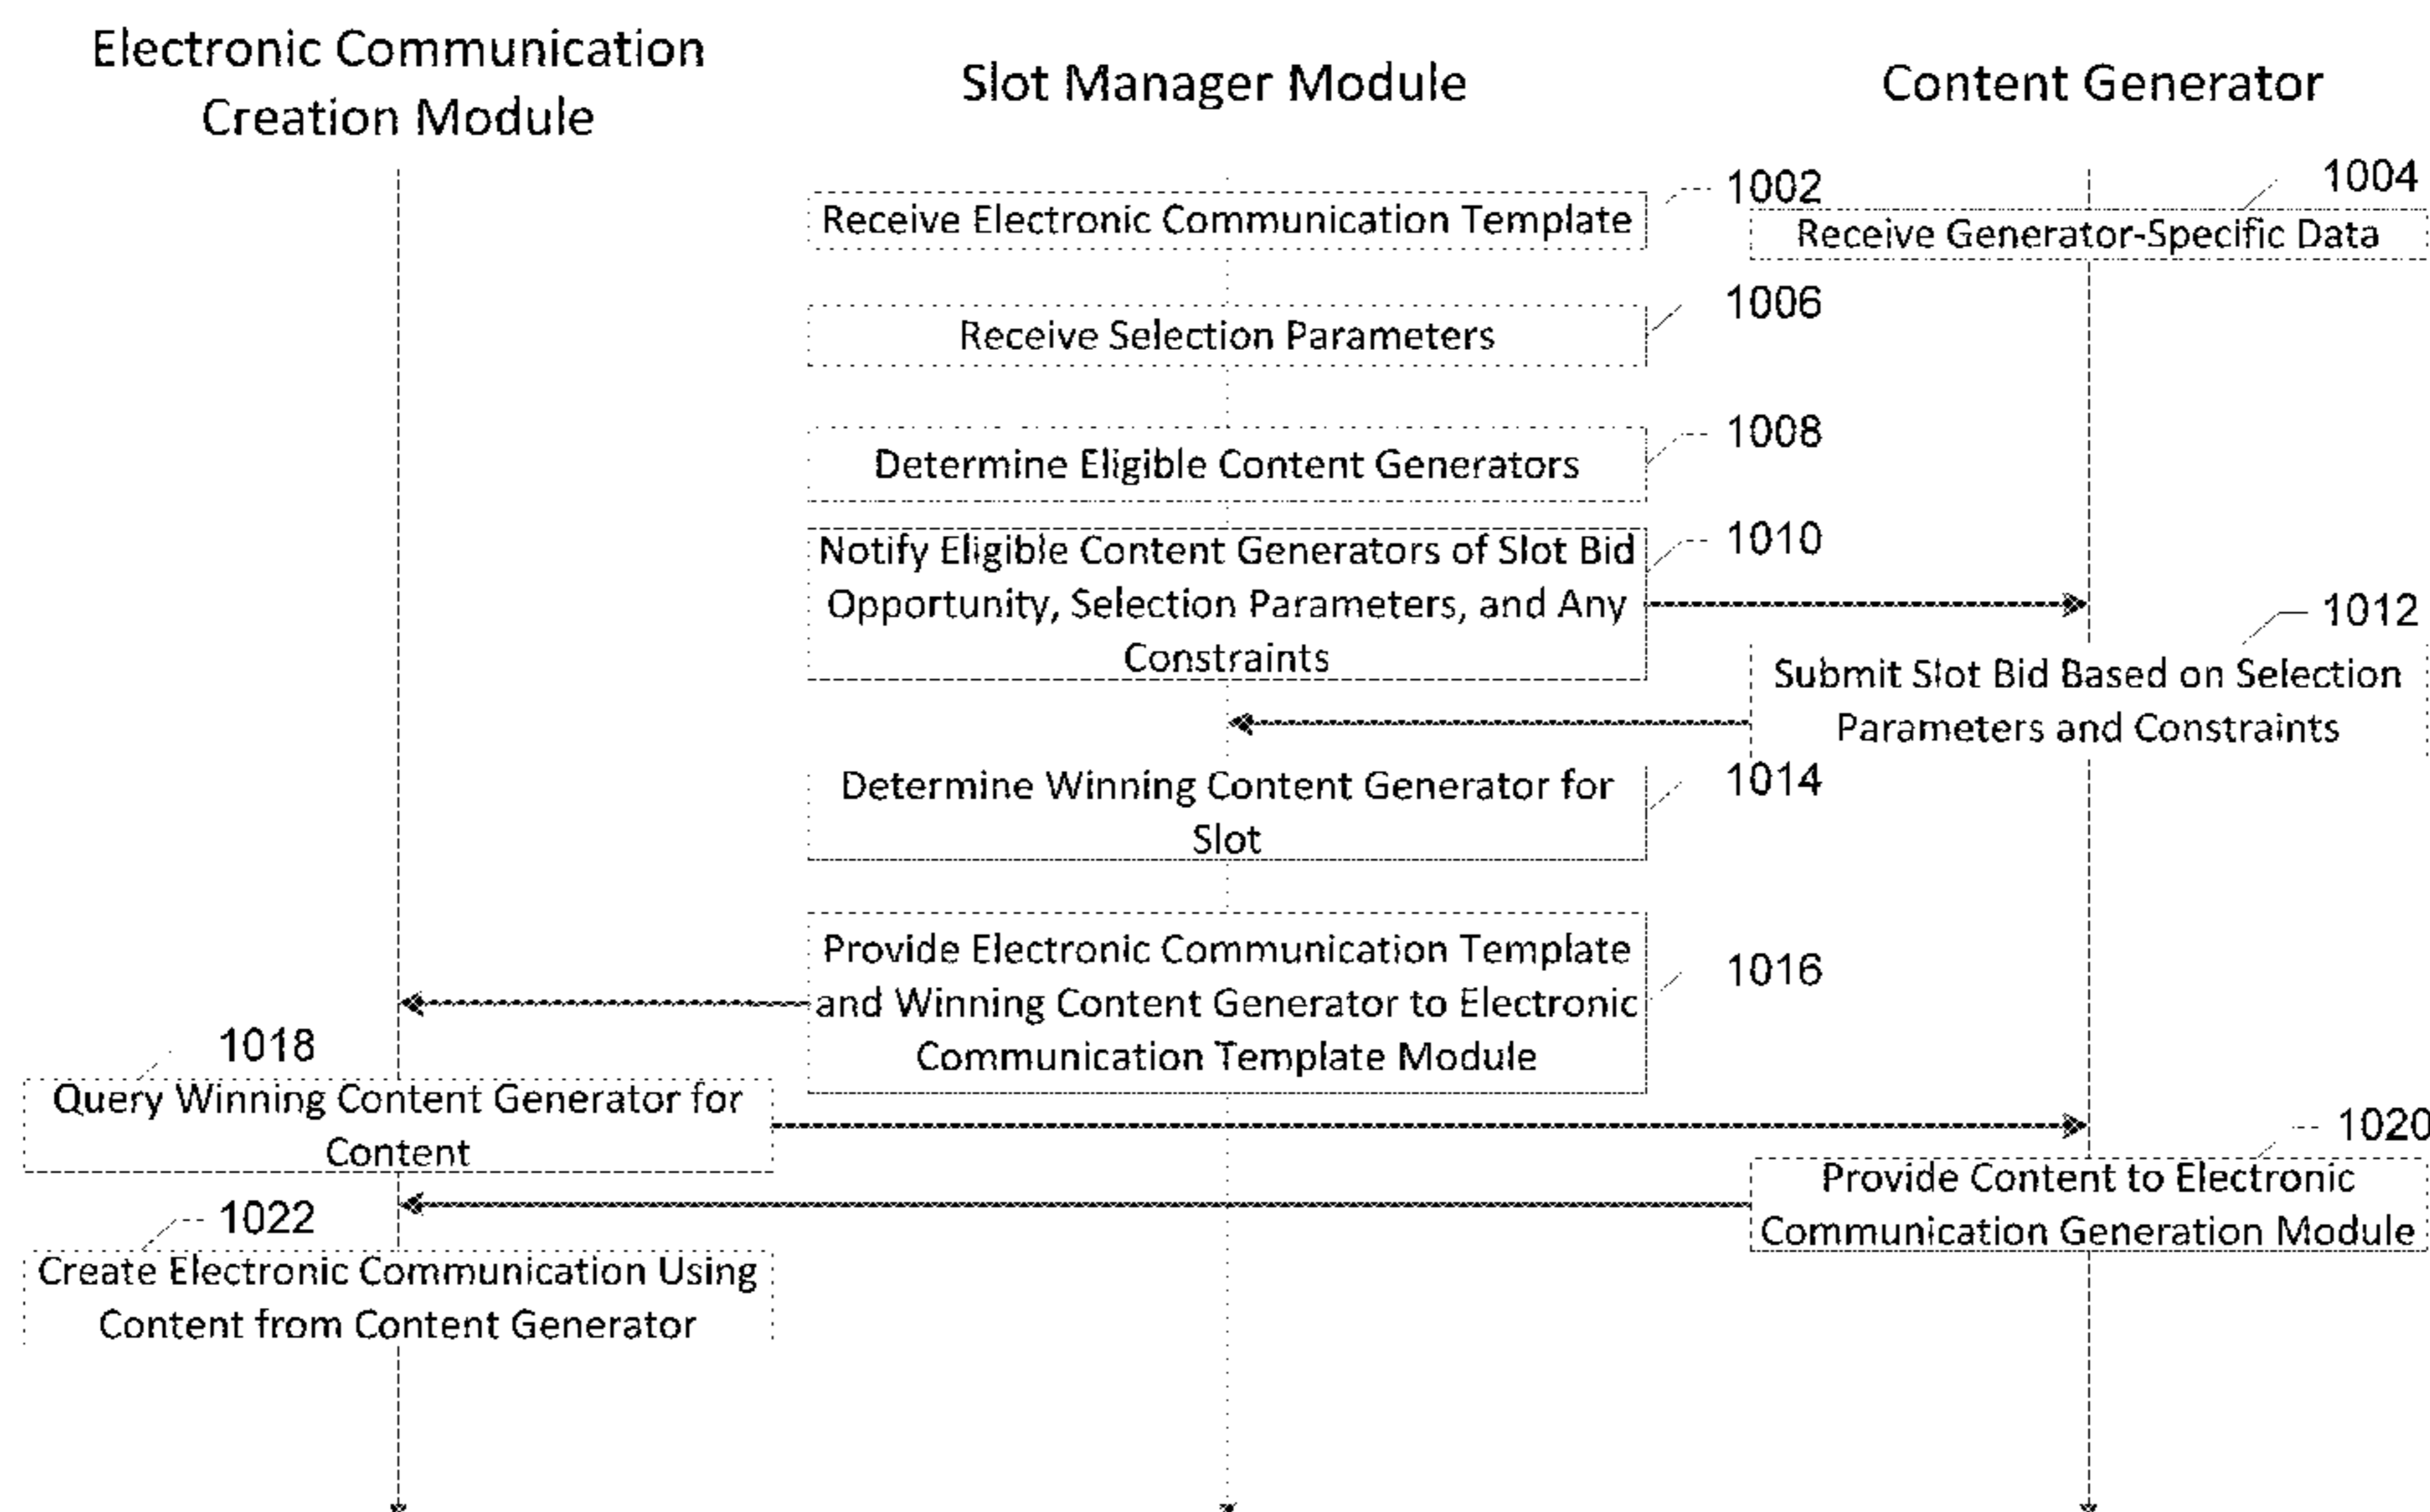 Electronic Communication
Creation Module
Slot Manager Module
Content Generator
1002
1004
Receive Electronic Communication Template
Receive Generator-Specific Data
1006
Receive Selection Parameters
1008
Determine Eligible Content Generators
1010
Notify Eligible Content Generators of Slot Bid
Opportunity, Selection Parameters, and Any
Constraints
1012
Submit Slot Bid Based on Selection
Parameters and Constraints
1014
Determine Winning Content Generator for
Slot
1016
Provide Electronic Communication Template
and Winning Content Generator to Electronic
Communication Template Module
1018
Query Winning Content Generator for
Content
1020
Provide Content to Electronic
Communication Generation Module
1022
Create Electronic Communication Using
Content from Content Generator